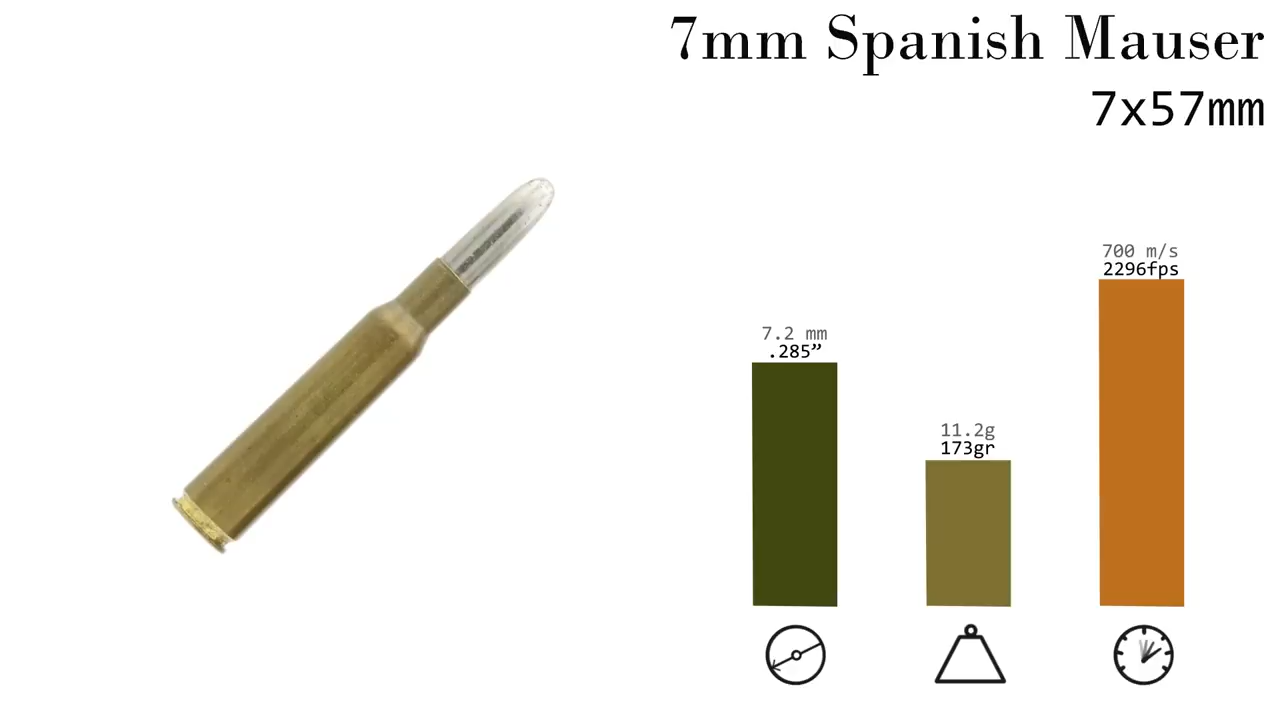 7mm Spanish Mauser
7x57mm
700 m/s
2296fps
7.2 mm
.285”
11.2g
173gr